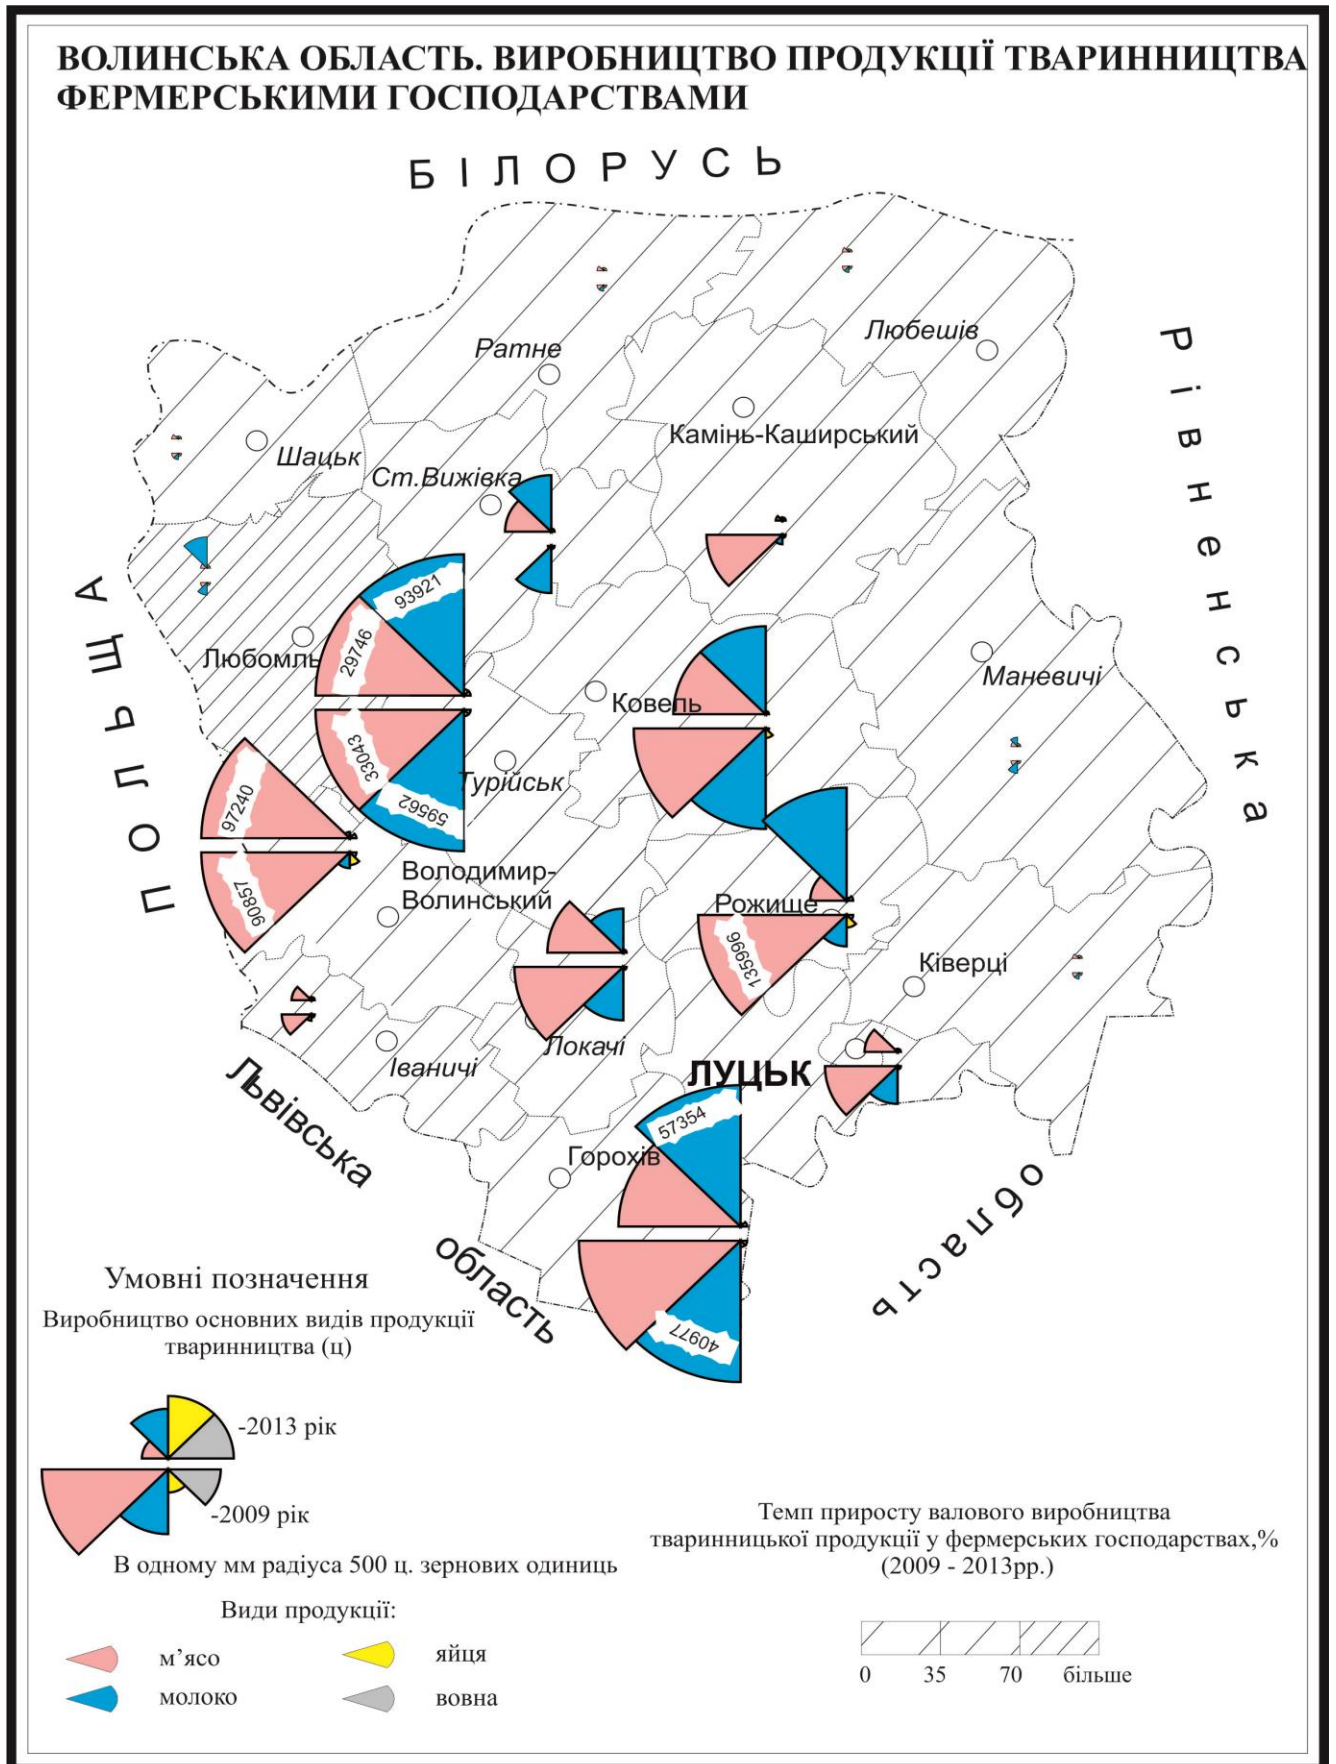 ВОЛИНСЬКА ОБЛАСТЬ. ВИРОБНИЦТВО ПРОДУКЦІЇ ТВАРИННИЦТВА
ФЕРМЕРСЬКИМИ ГОСПОДАРСТВАМИ
БІЛОРУСЬ
Рівненська
область
ПОЛЬЩА
Львівська
область
Любешів
Ратне
Камінь-Каширський
Шацьк
Ст.Вижівка
93921
29746
33043
59562
Любомль
Ковель
Маневичі
Турійськ
97240
90857
Володимир-
Волинський
Рожище
135996
Ківерці
Локачі
Іваничі
ЛУЦЬК
57354
Горохів
40977
Умовні позначення
Виробництво основних видів продукції
тваринництва (ц)
-2013 рік
-2009 рік
В одному мм радіуса 500 ц. зернових одиниць
Види продукції:
м’ясо
яйця
молоко
вовна
Темп приросту валового виробництва
тваринницької продукції у фермерських господарствах,%
(2009 - 2013рр.)
0 35 70 більше